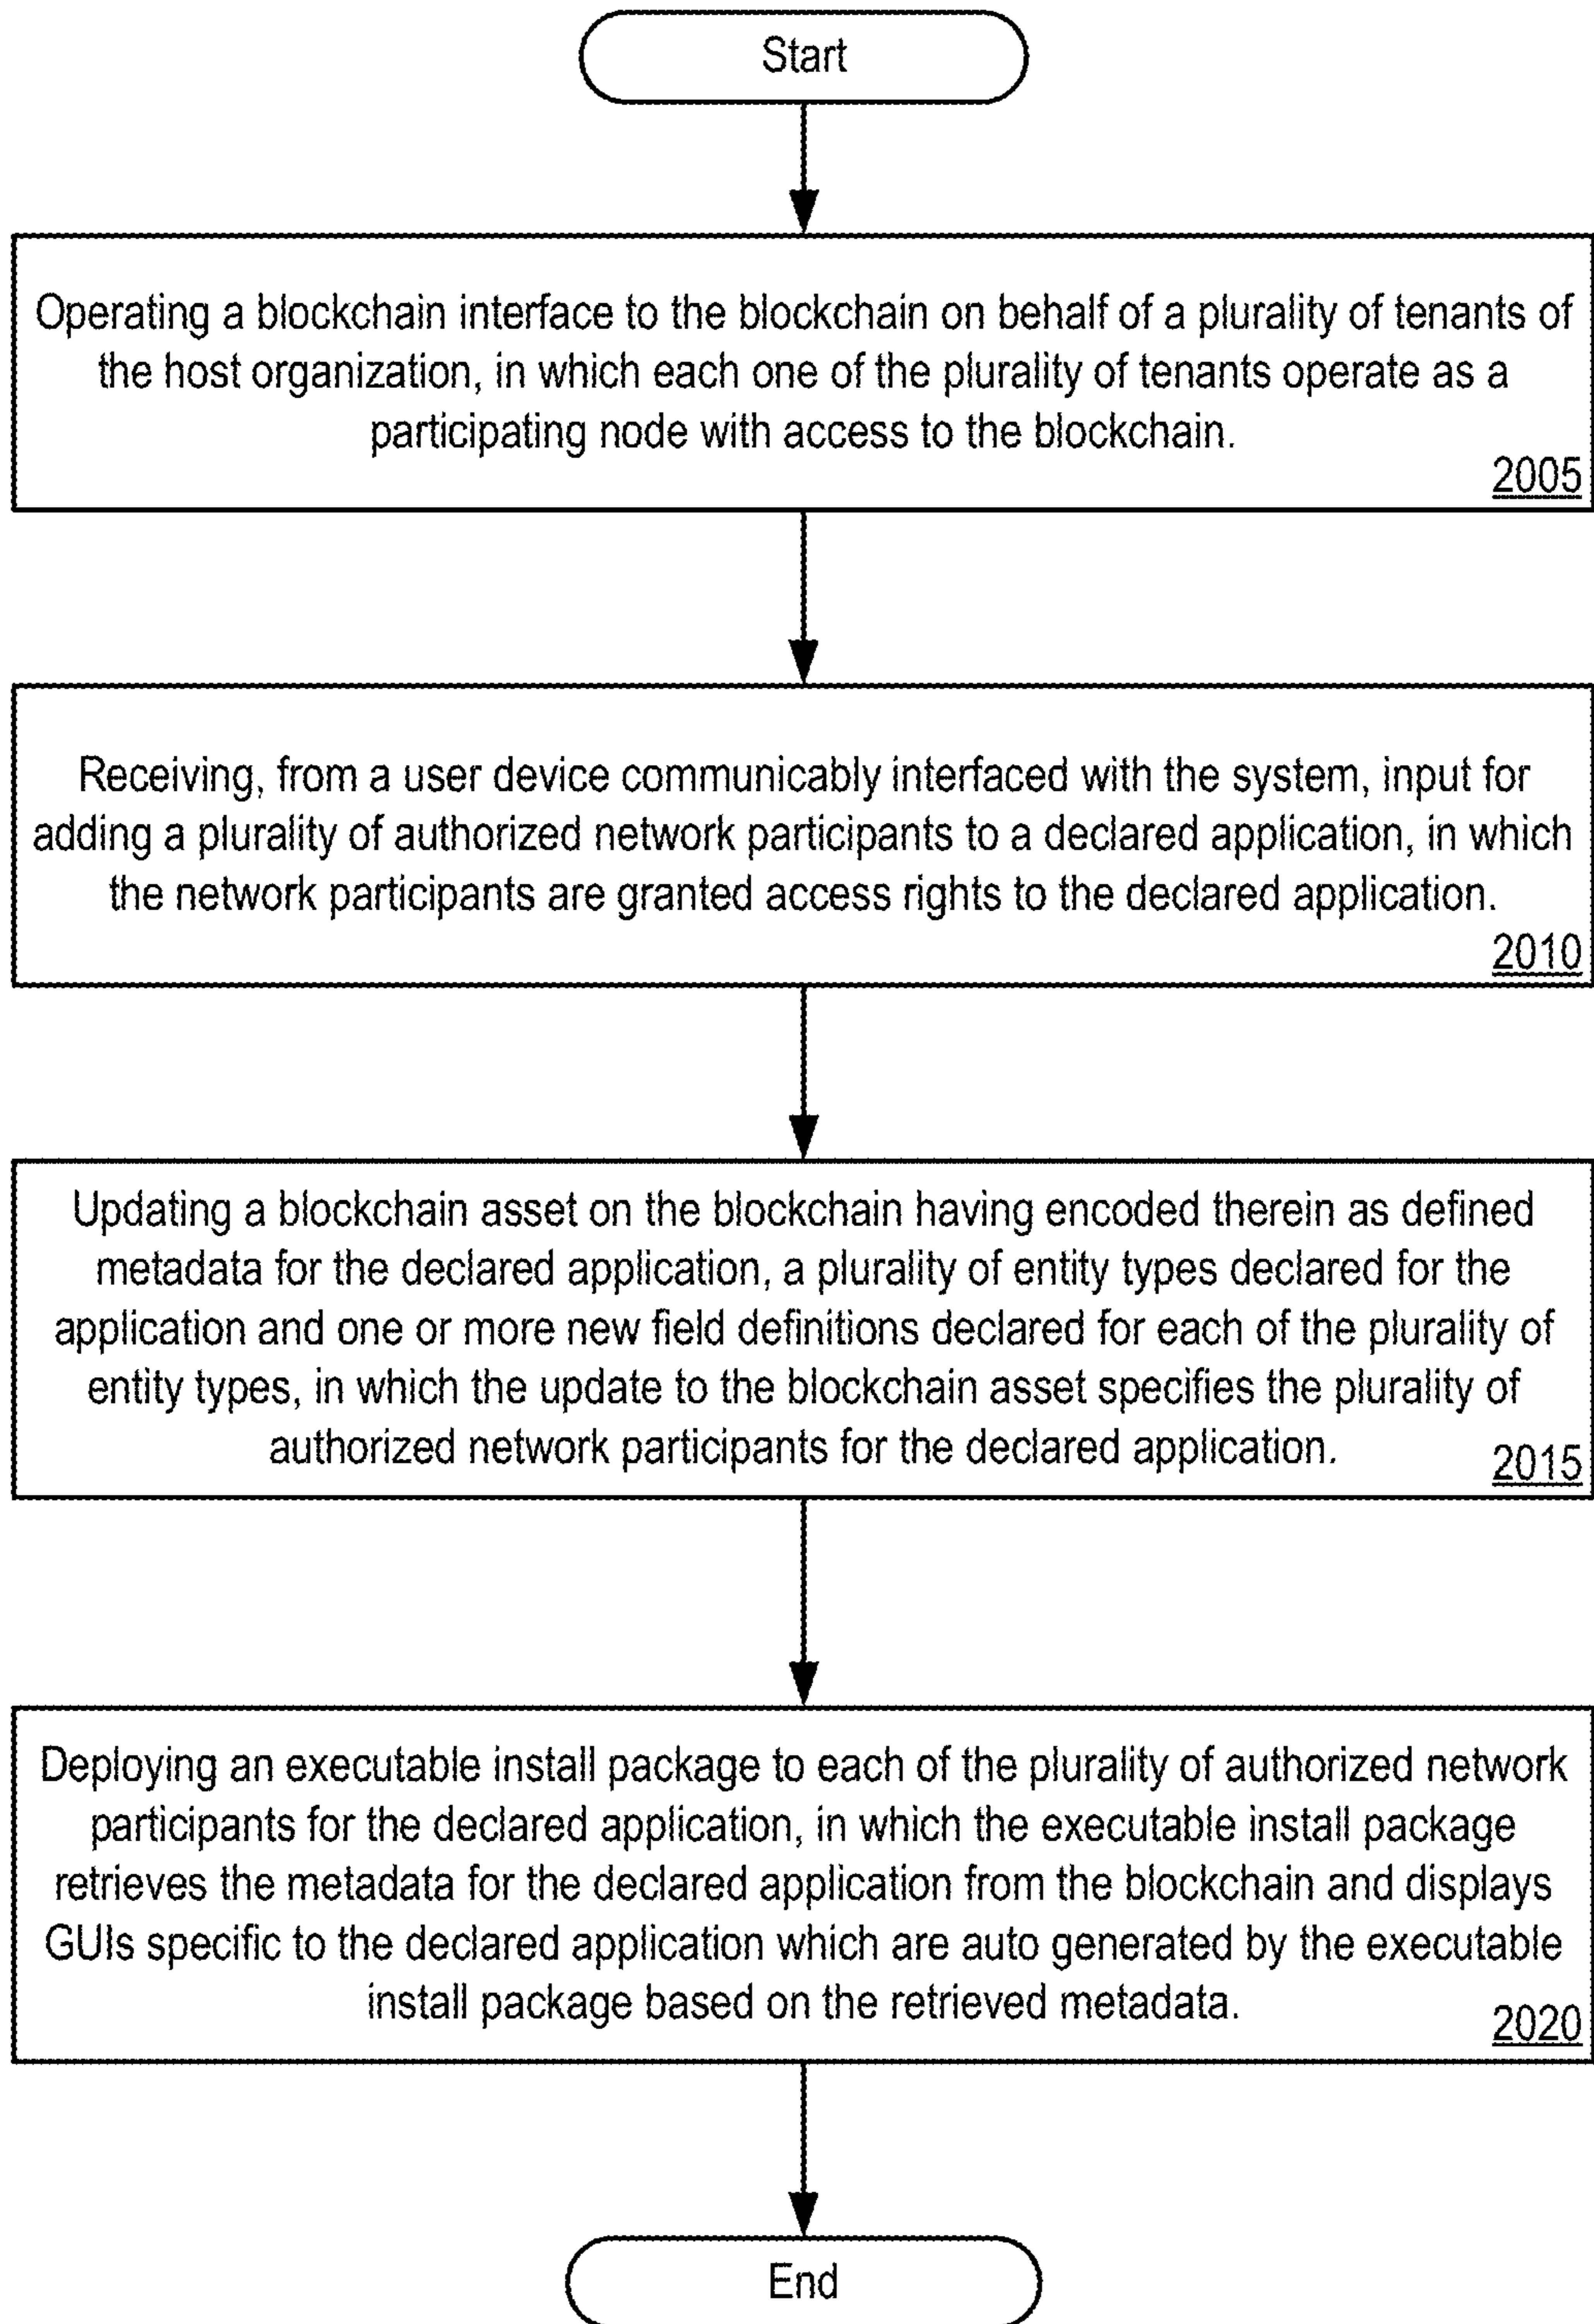 Start
Operating a blockchain interface to the blockchain on behalf of a plurality of tenants of
the host organization, in which each one of the plurality of tenants operate as a
participating node with access to the blockchain.
2005
Receiving, from a user device communicably interfaced with the system, input for
adding a plurality of authorized network participants to a declared application, in which
the network participants are granted access rights to the declared application.
2010
Updating a blockchain asset on the blockchain having encoded therein as defined
metadata for the declared application, a plurality of entity types declared for the
application and one or more new field definitions declared for each of the plurality of
entity types, in which the update to the blockchain asset specifies the plurality of
authorized network participants for the declared application.
2015
Deploying an executable install package to each of the plurality of authorized network
participants for the declared application, in which the executable install package
retrieves the metadata for the declared application from the blockchain and displays
GUIs specific to the declared application which are auto generated by the executable
install package based on the retrieved metadata.
2020
End